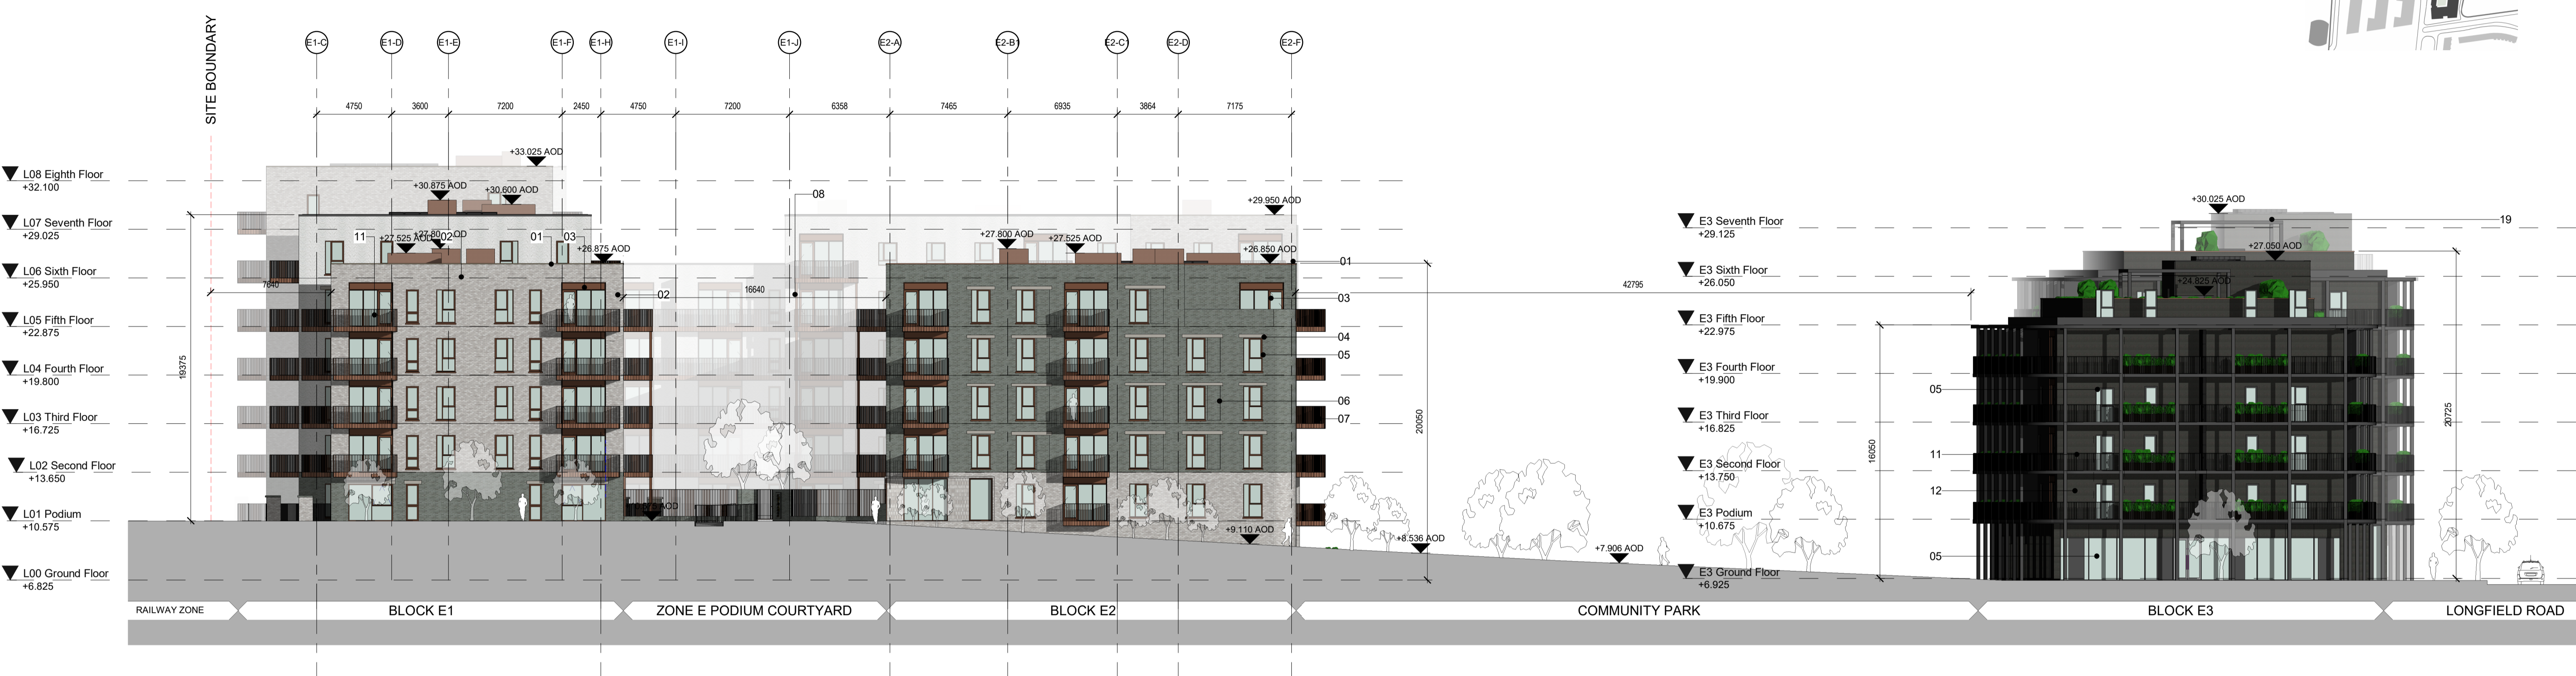 SITE BOUNDARY
E1-C
E1-D
E1-E
E1-F
E1-H
E1-I
E1-J
E2-A
E2-B1
E2-C1
E2-D
E2-F
4750
3600
7200
2450
4750
7200
6358
7465
6935
3864
7175
L08 Eighth Floor
+32.100
L07 Seventh Floor
+29.025
L06 Sixth Floor
+25.950
L05 Fifth Floor
+22.875
L04 Fourth Floor
+19.800
L03 Third Floor
+16.725
L02 Second Floor
+13.650
L01 Podium
+10.575
L00 Ground Floor
+6.825
19375
7640
+33.025 AOD
+30.875 AOD
+30.600 AOD
11
+27.525 AOD
+27.800 AOD
02
01
03
+26.875 AOD
02
16640
08
+29.950 AOD
+27.800 AOD
+27.525 AOD
+26.850 AOD
01
03
04
05
06
07
+9.110 AOD
+8.536 AOD
20050
42795
+7.906 AOD
E3 Seventh Floor
+29.125
E3 Sixth Floor
+26.050
E3 Fifth Floor
+22.975
E3 Fourth Floor
+19.900
E3 Third Floor
+16.825
E3 Second Floor
+13.750
E3 Podium
+10.675
E3 Ground Floor
+6.925
16050
05
11
12
05
+30.025 AOD
19
+27.050 AOD
+24.825 AOD
20725
RAILWAY ZONE
BLOCK E1
ZONE E PODIUM COURTYARD
BLOCK E2
COMMUNITY PARK
BLOCK E3
LONGFIELD ROAD